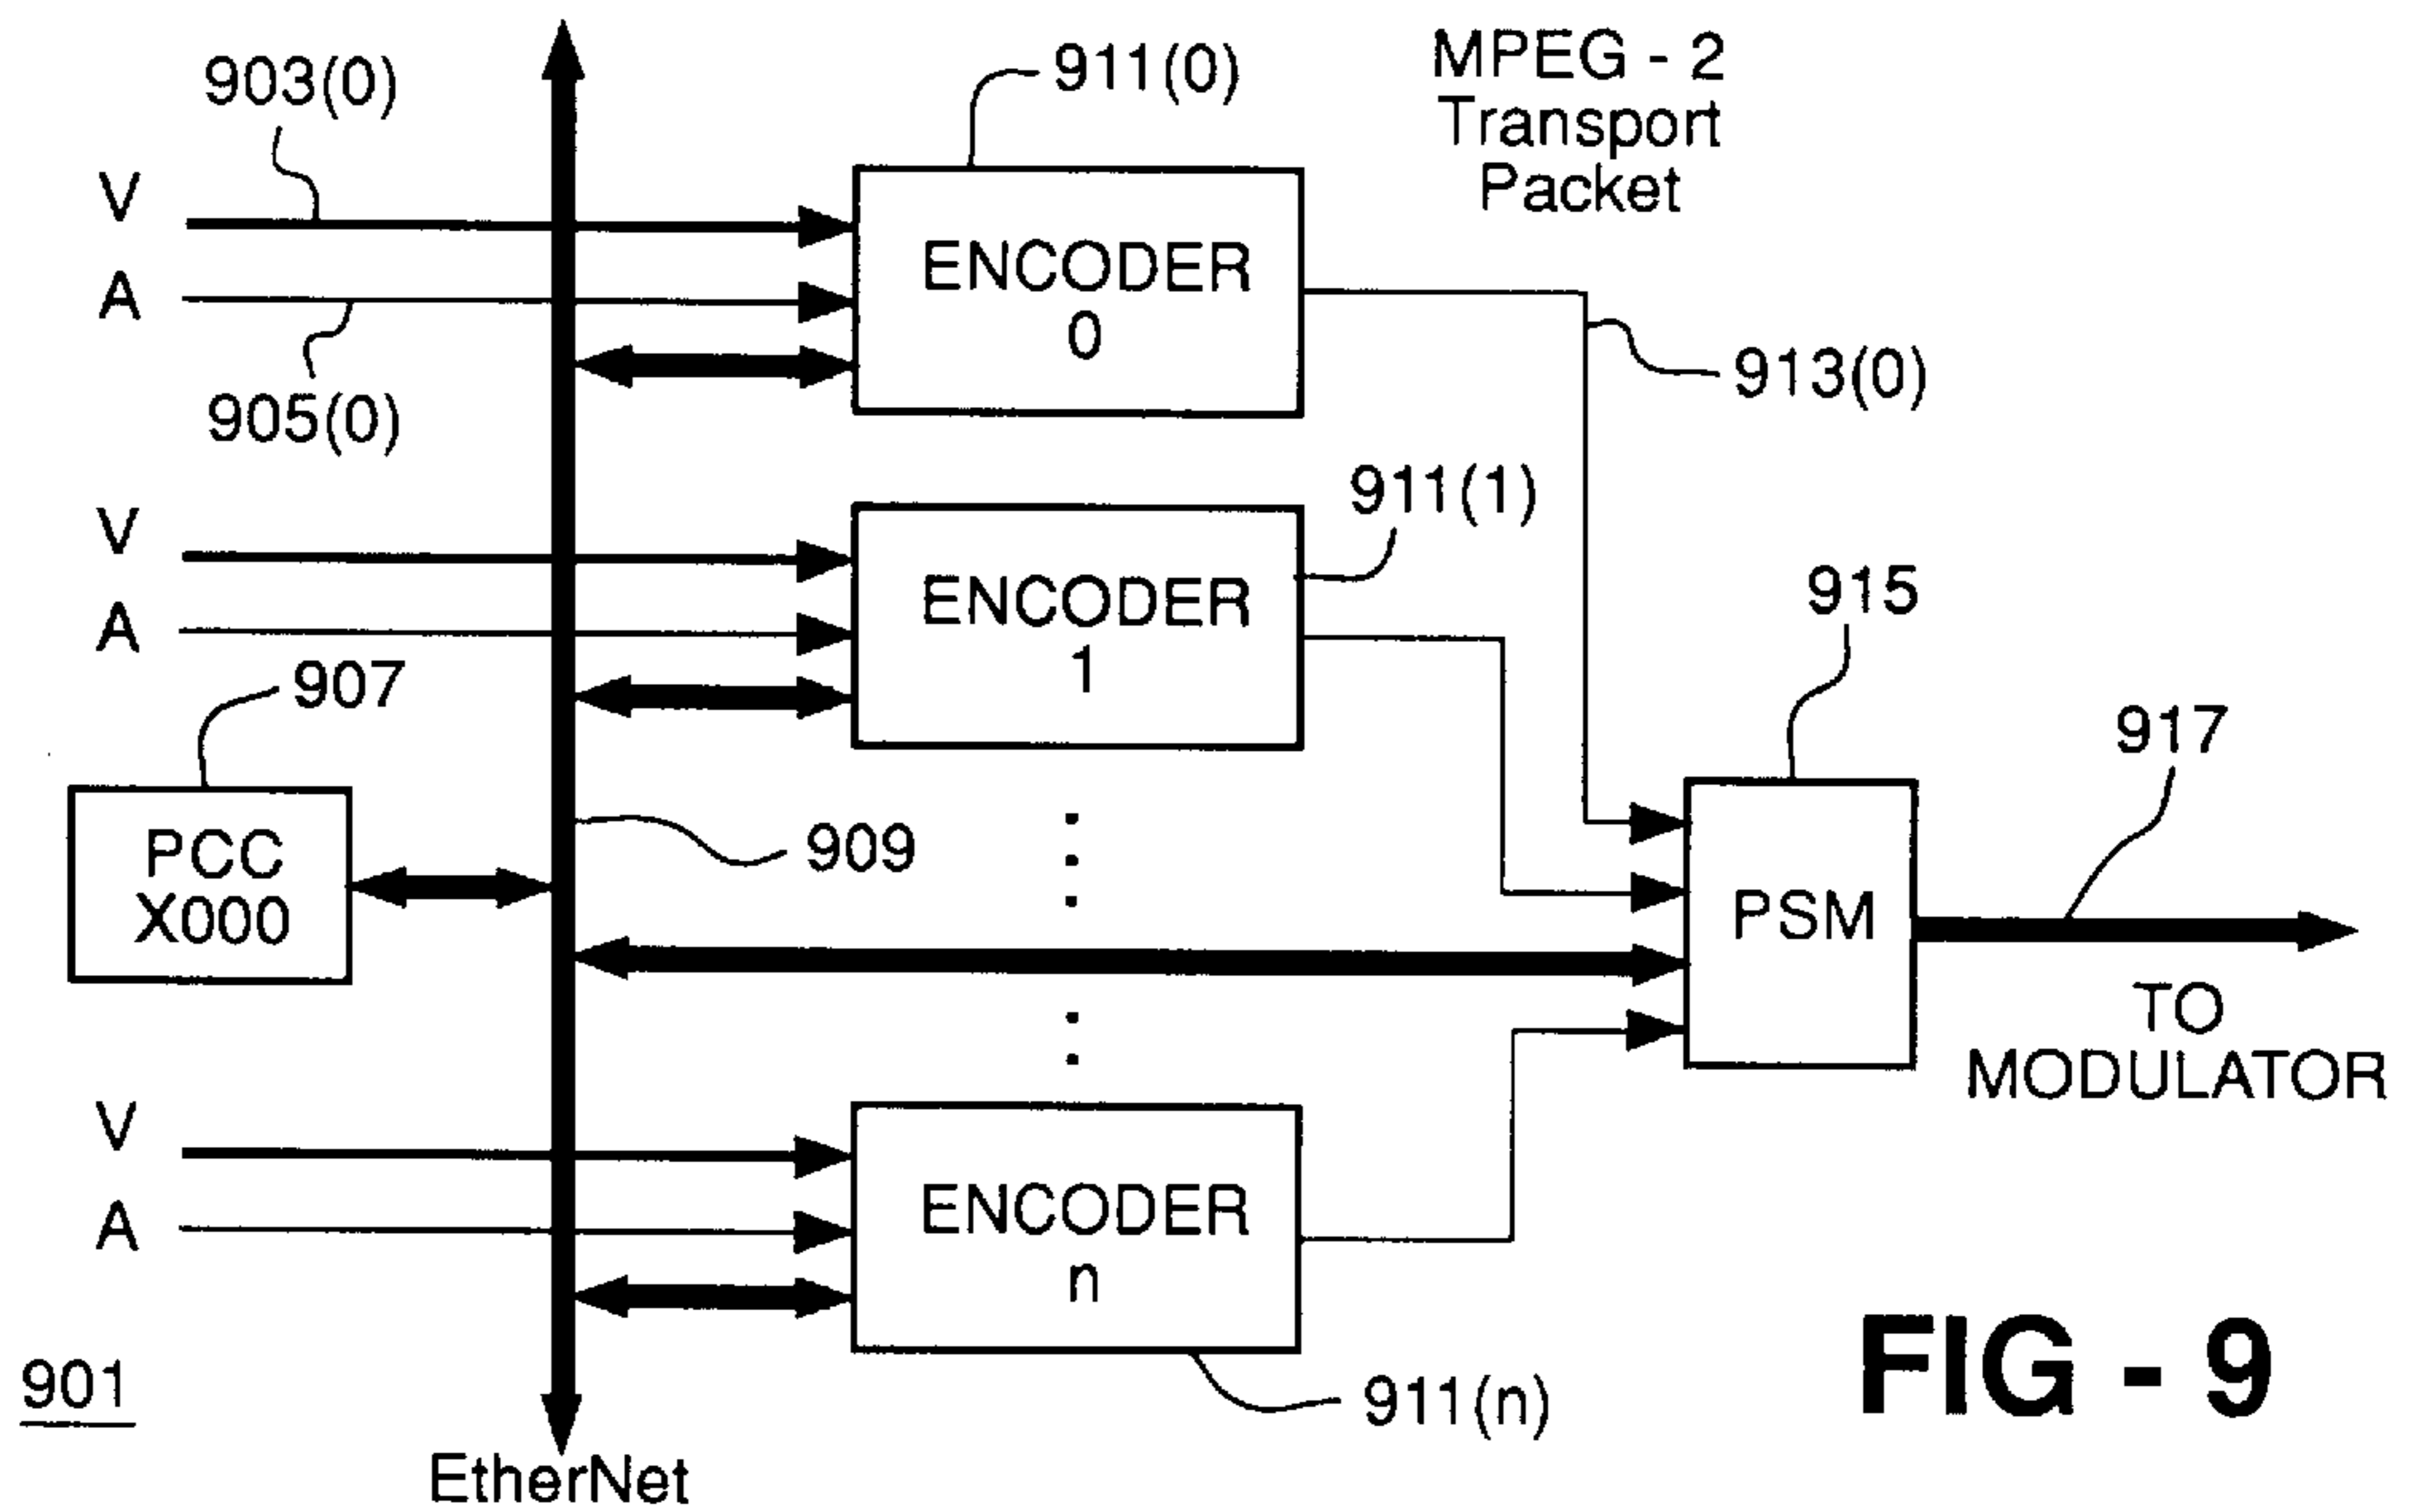 903(0)
911(0)
MPEG - 2
Transport
Packet
V
A
ENCODER
0
905(0)
913(0)
911(1)
V
A
ENCODER
1
907
915
917
PCC
X000
909
PSM
TO
MODULATOR
V
A
ENCODER
n
901
911(n)
FIG - 9
EtherNet